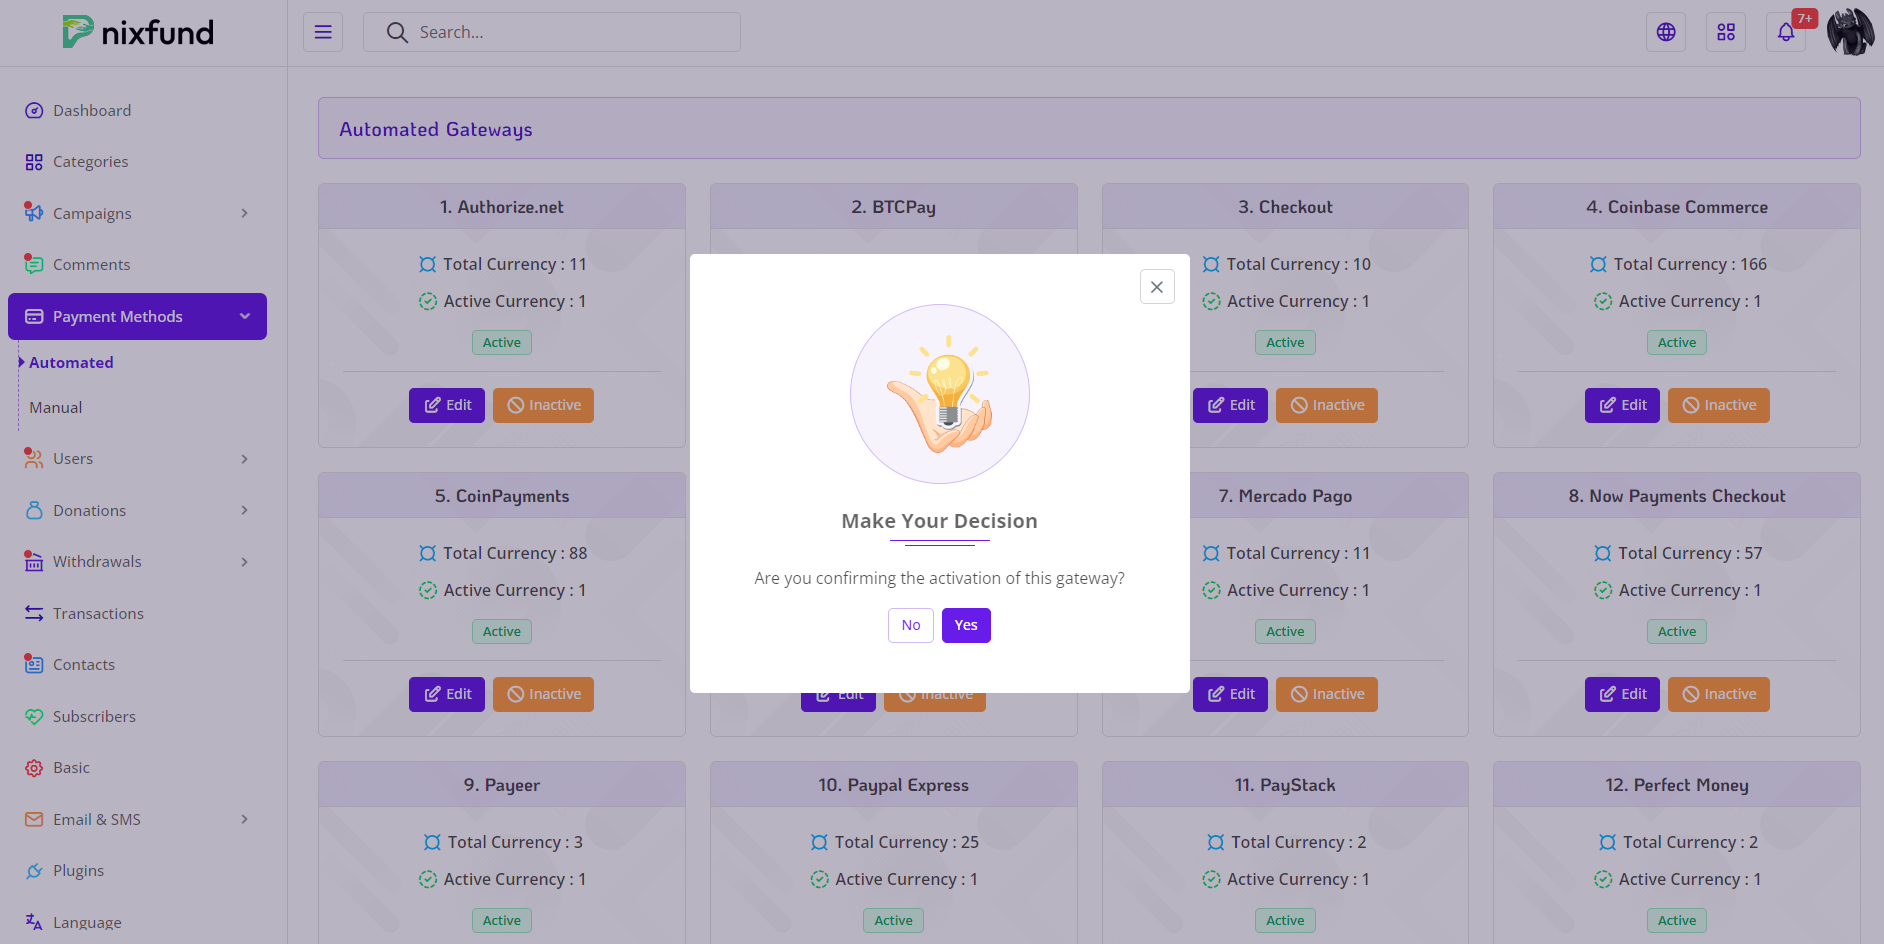 nixfund
Search...
7+
Dashboard
Categories
Campaigns
Comments
Payment Methods
Automated
Manual
Users
Donations
Withdrawals
Transactions
Contacts
Subscribers
Basic
Email & SMS
Plugins
Language
Automated Gateways
1. Authorize.net
Total Currency : 11
Active Currency : 1
Active
Edit
Inactive
2. BTCPay
3. Checkout
Total Currency : 10
Active Currency : 1
Active
Edit
Inactive
4. Coinbase Commerce
Total Currency : 166
Active Currency : 1
Active
Edit
Inactive
Make Your Decision
Are you confirming the activation of this gateway?
No
Yes
5. CoinPayments
Total Currency : 88
Active Currency : 1
Active
Edit
Inactive
Edit
Inactive
7. Mercado Pago
Total Currency : 11
Active Currency : 1
Active
Edit
Inactive
8. Now Payments Checkout
Total Currency : 57
Active Currency : 1
Active
Edit
Inactive
9. Payeer
Total Currency : 3
Active Currency : 1
Active
10. Paypal Express
Total Currency : 25
Active Currency : 1
Active
11. PayStack
Total Currency : 2
Active Currency : 1
Active
12. Perfect Money
Total Currency : 2
Active Currency : 1
Active